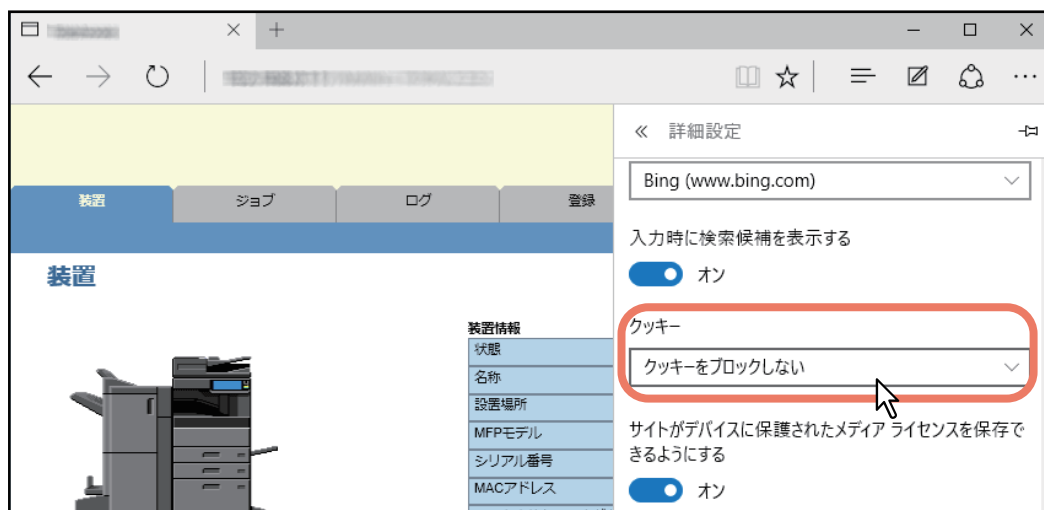 詳細設定
Bing (www.bing.com)
入力時に検索候補を表示する
オン
クッキー
クッキーをブロックしない
サイトがデバイスに保護されたメディア ライセンスを保存で
きるようにする
オン
装置
ジョブ
ログ
登録
装置
装置情報
状態
名称
設置場所
MFPモデル
シリアル番号
MACアドレス